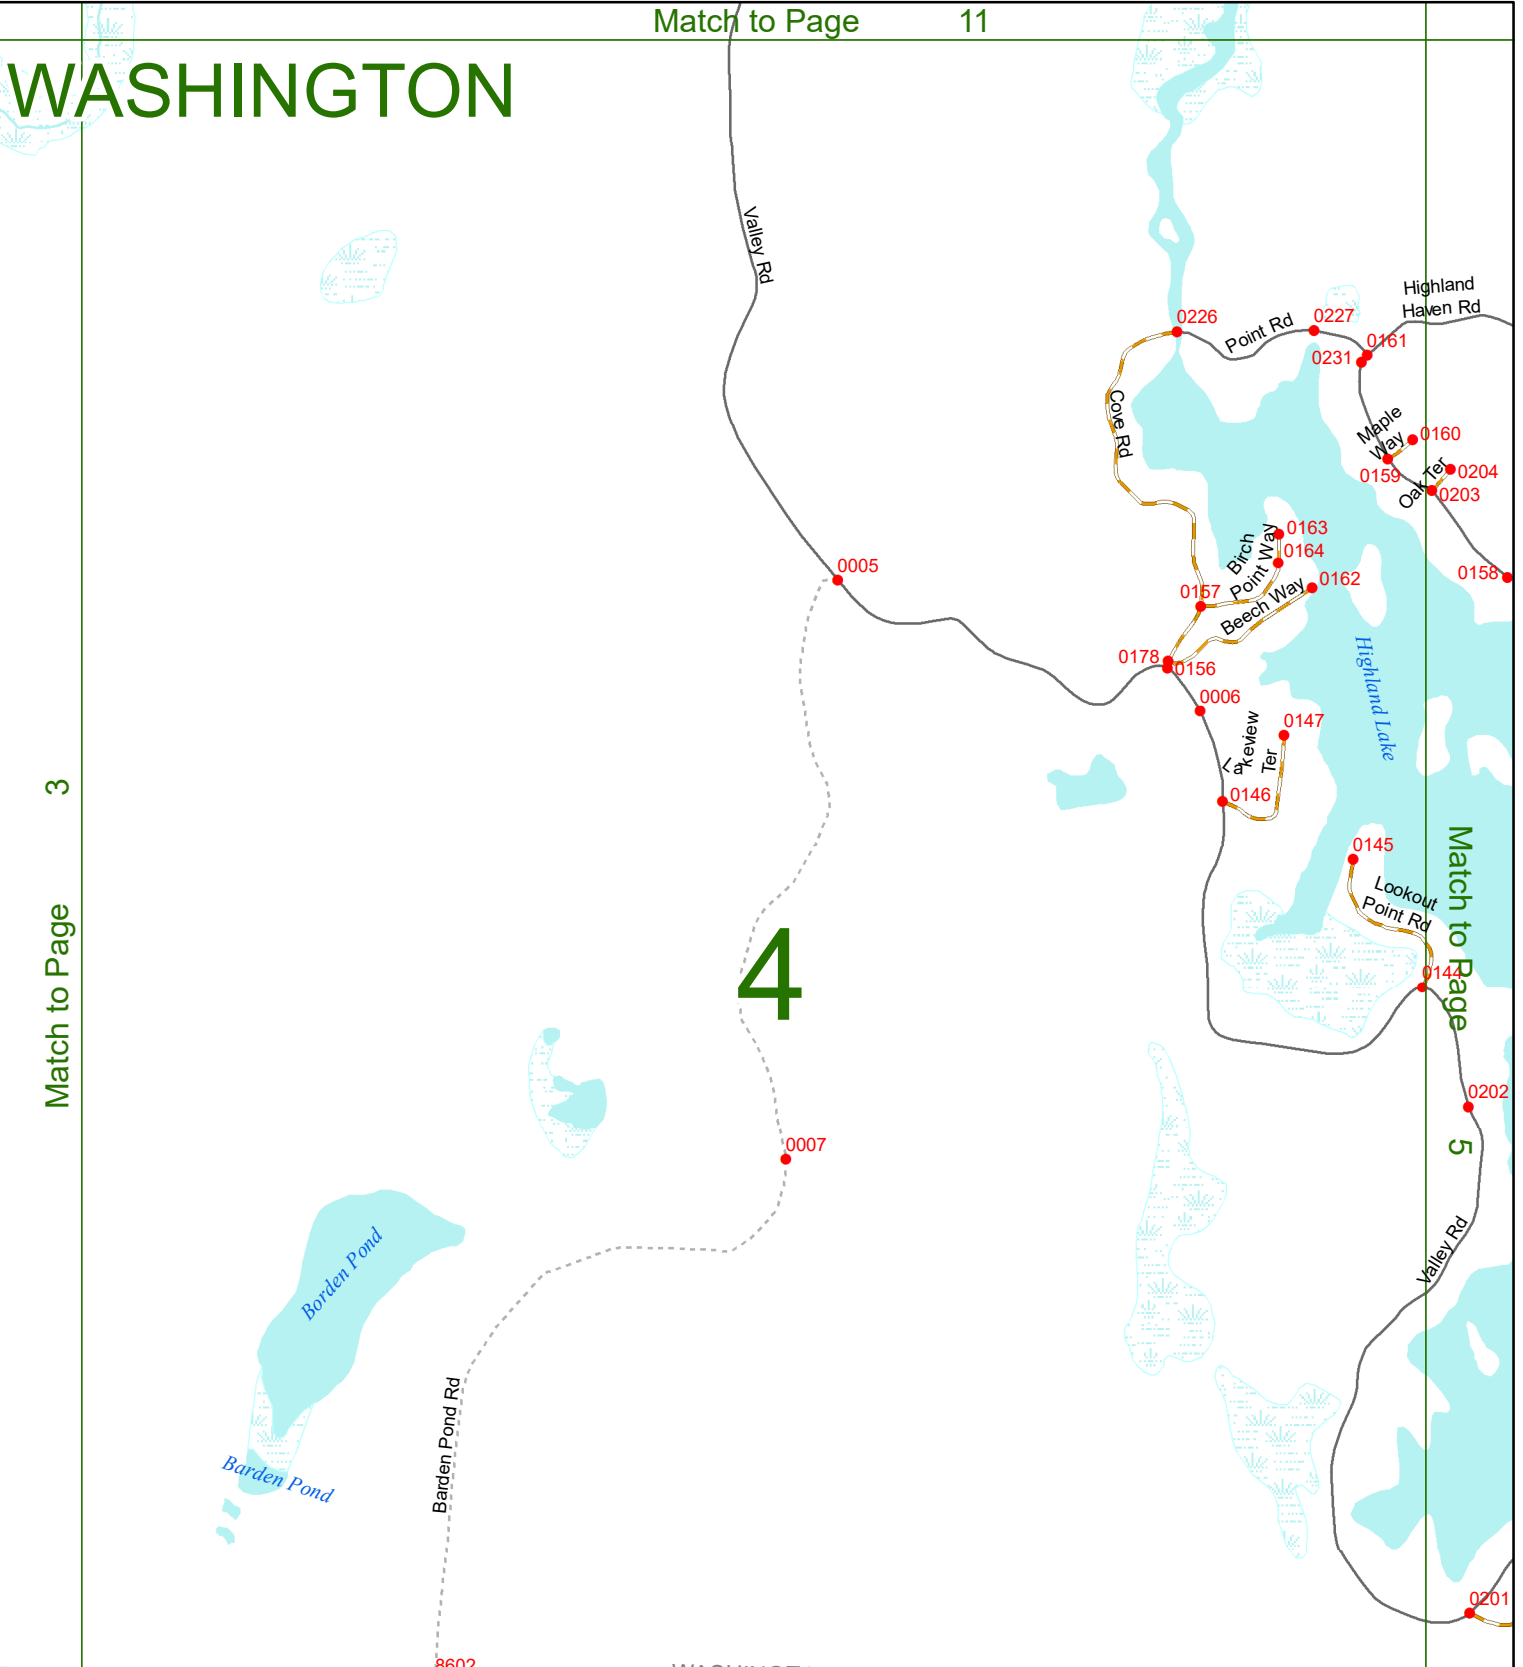 Match to Page 11
WASHINGTON
Valley Rd
Highland
Haven Rd
0226
Point Rd
0227
0161
0231
Cove Rd
Maple
Way
0160
0159
Oak Ter
0204
0203
0163
Birch
Point Way
0164
0158
0005
0162
0157
Beech Way
0178
0156
Highland Lake
0006
0147
Lakeview
Ter
Match to Page 3
0146
0145
Lookout
Point Rd
Match to Page 5
4
0144
0202
0007
Valley Rd
Borden Pond
Barden Pond Rd
Barden Pond
0201
8602